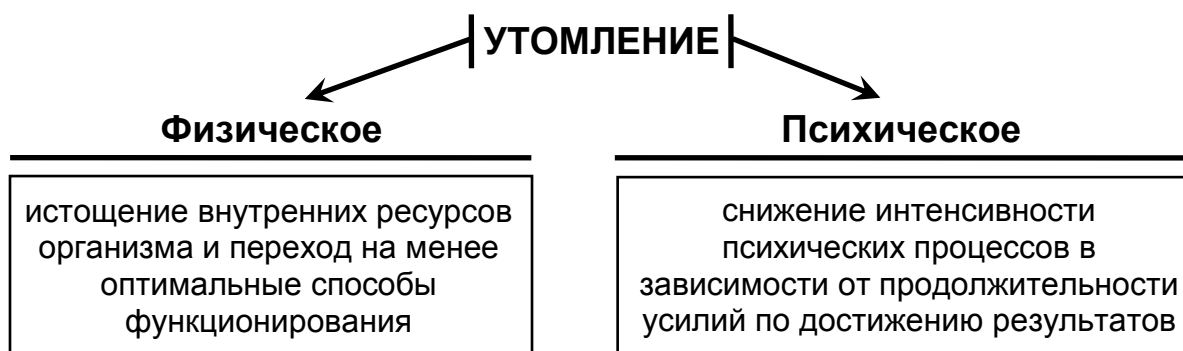 УТОМЛЕНИЕ
Физическое
истощение внутренних ресурсов
организма и переход на менее
оптимальные способы
функционирования
Психическое
снижение интенсивности
психических процессов в
зависимости от продолжительности
усилий по достижению результатов